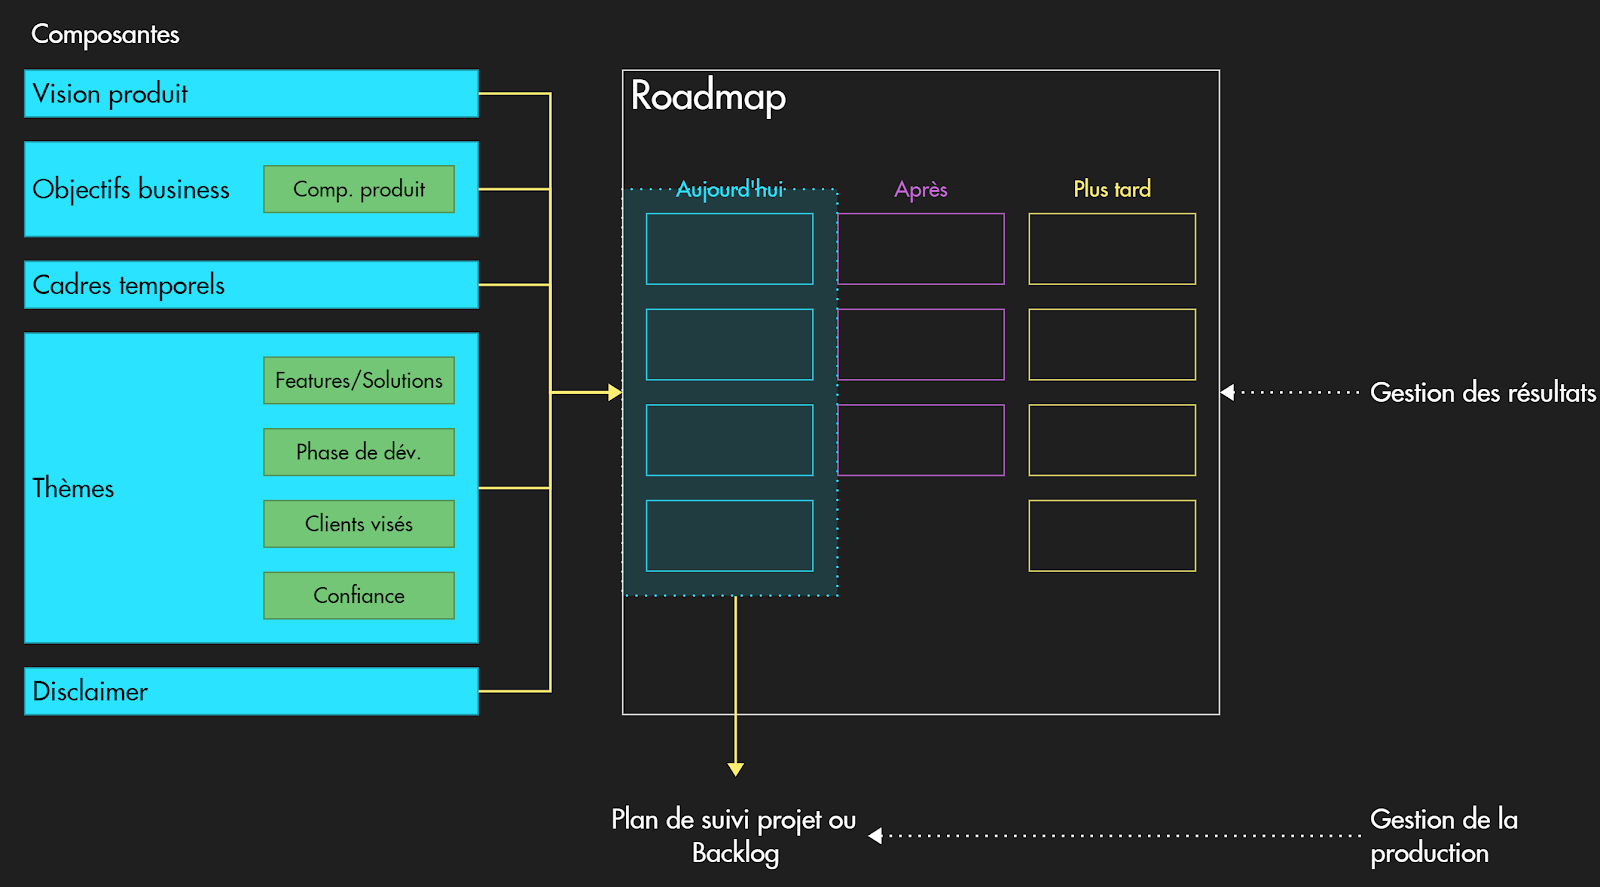 Composantes
Vision produit
Objectifs business
Comp. produit
Cadres temporels
Thèmes
Features/Solutions
Phase de dév.
Clients visés
Confiance
Disclaimer
Roadmap
Aujourd'hui
Après
Plus tard
Gestion des résultats
Plan de suivi projet ou
Backlog
Gestion de la
production